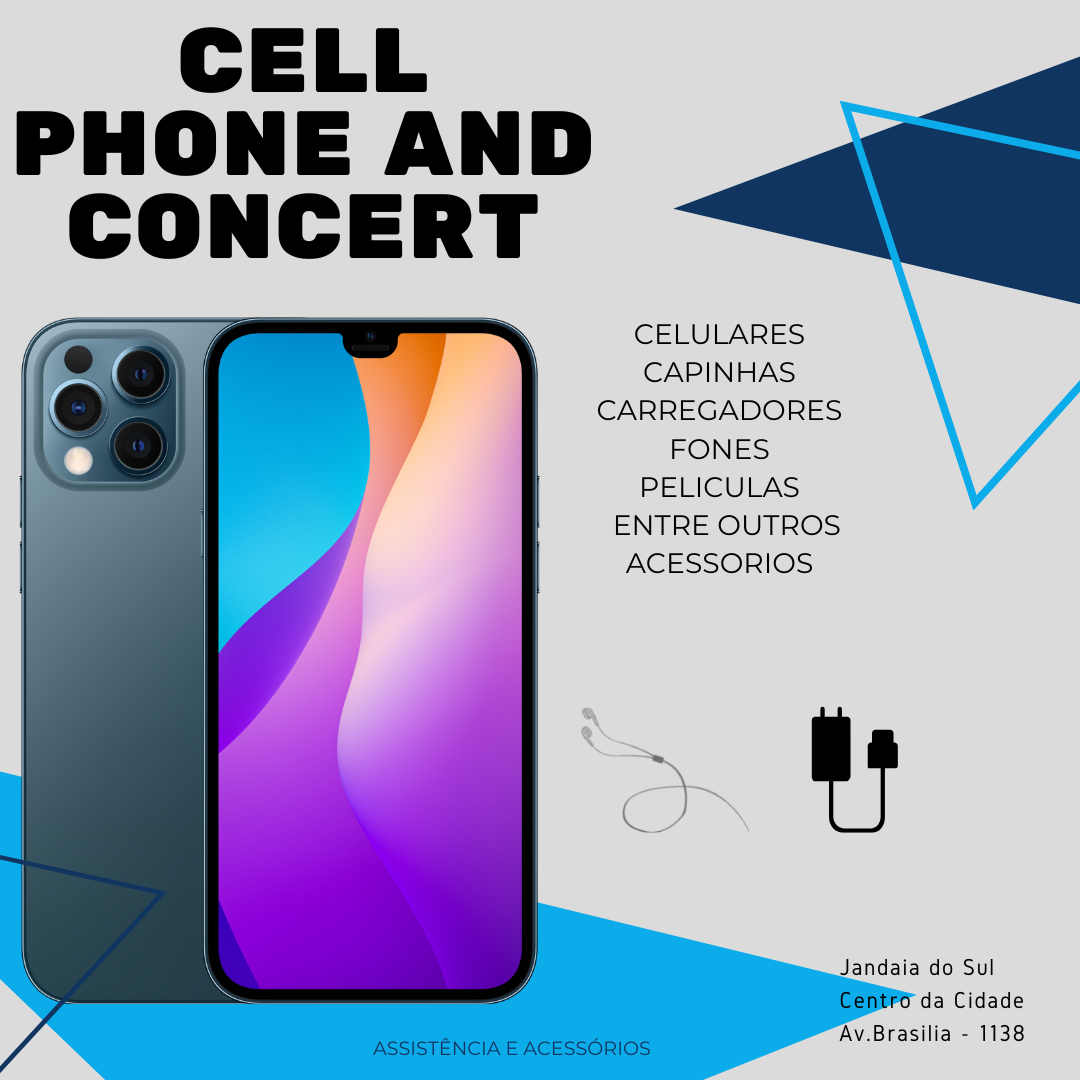 CELL
PHONE AND
CONCERT
CELULARES
CAPINHAS
CARREGADORES
FONES
PELICULAS
ENTRE OUTROS
ACESSORIOS
Jandaia do Sul
Centro da Cidade
Av.Brasilia - 1138
ASSISTÊNCIA E ACESSÓRIOS